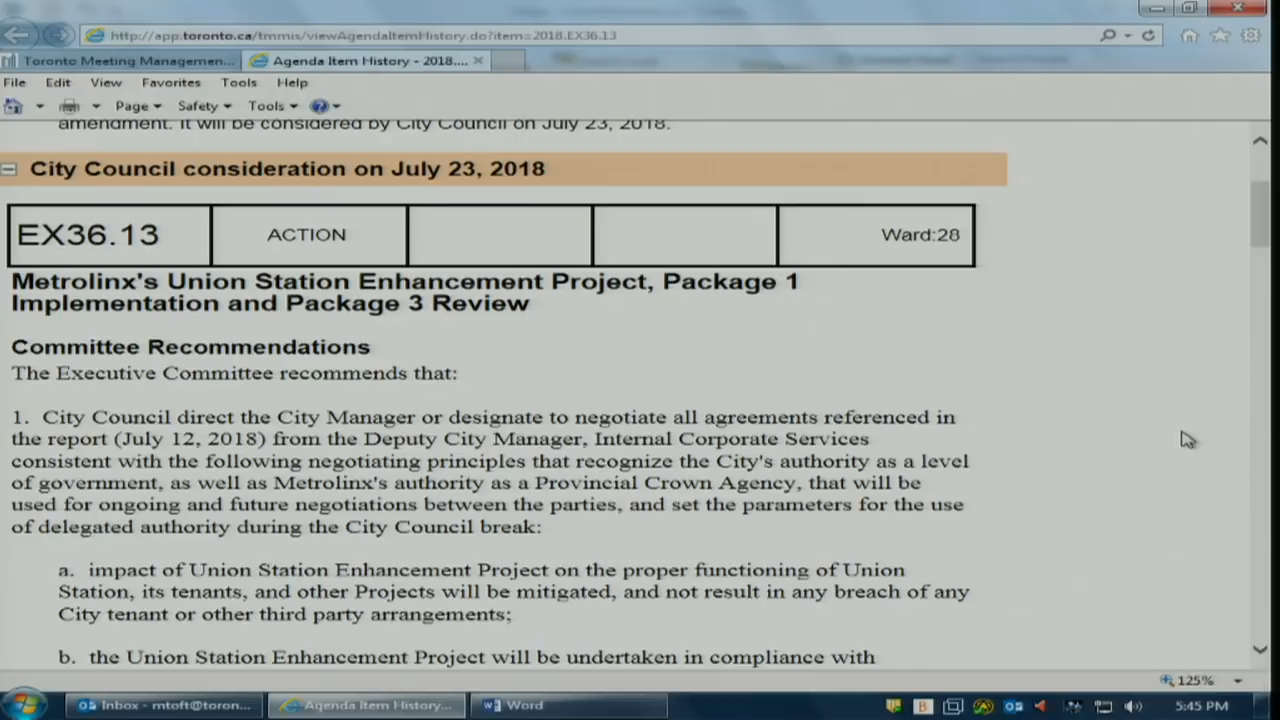 http://app.toronto.ca/tmmis/viewAgendaItemHistory.do?item=2018.EX36.13
Toronto Meeting Managemen...
Agenda Item History - 2018....
File Edit View Favorites Tools Help
Page Safety Tools
amendment. It will be considered by City Council on July 23, 2018.
City Council consideration on July 23, 2018
EX36.13 ACTION Ward:28
Metrolinx's Union Station Enhancement Project, Package 1
Implementation and Package 3 Review
Committee Recommendations
The Executive Committee recommends that:
1. City Council direct the City Manager or designate to negotiate all agreements referenced in
the report (July 12, 2018) from the Deputy City Manager, Internal Corporate Services
consistent with the following negotiating principles that recognize the City's authority as a level
of government, as well as Metrolinx's authority as a Provincial Crown Agency, that will be
used for ongoing and future negotiations between the parties, and set the parameters for the use
of delegated authority during the City Council break:
a. impact of Union Station Enhancement Project on the proper functioning of Union
Station, its tenants, and other Projects will be mitigated, and not result in any breach of any
City tenant or other third party arrangements;
b. the Union Station Enhancement Project will be undertaken in compliance with
125%
Inbox - mtoft@toron...
Agenda Item History...
Word
B
5:45 PM